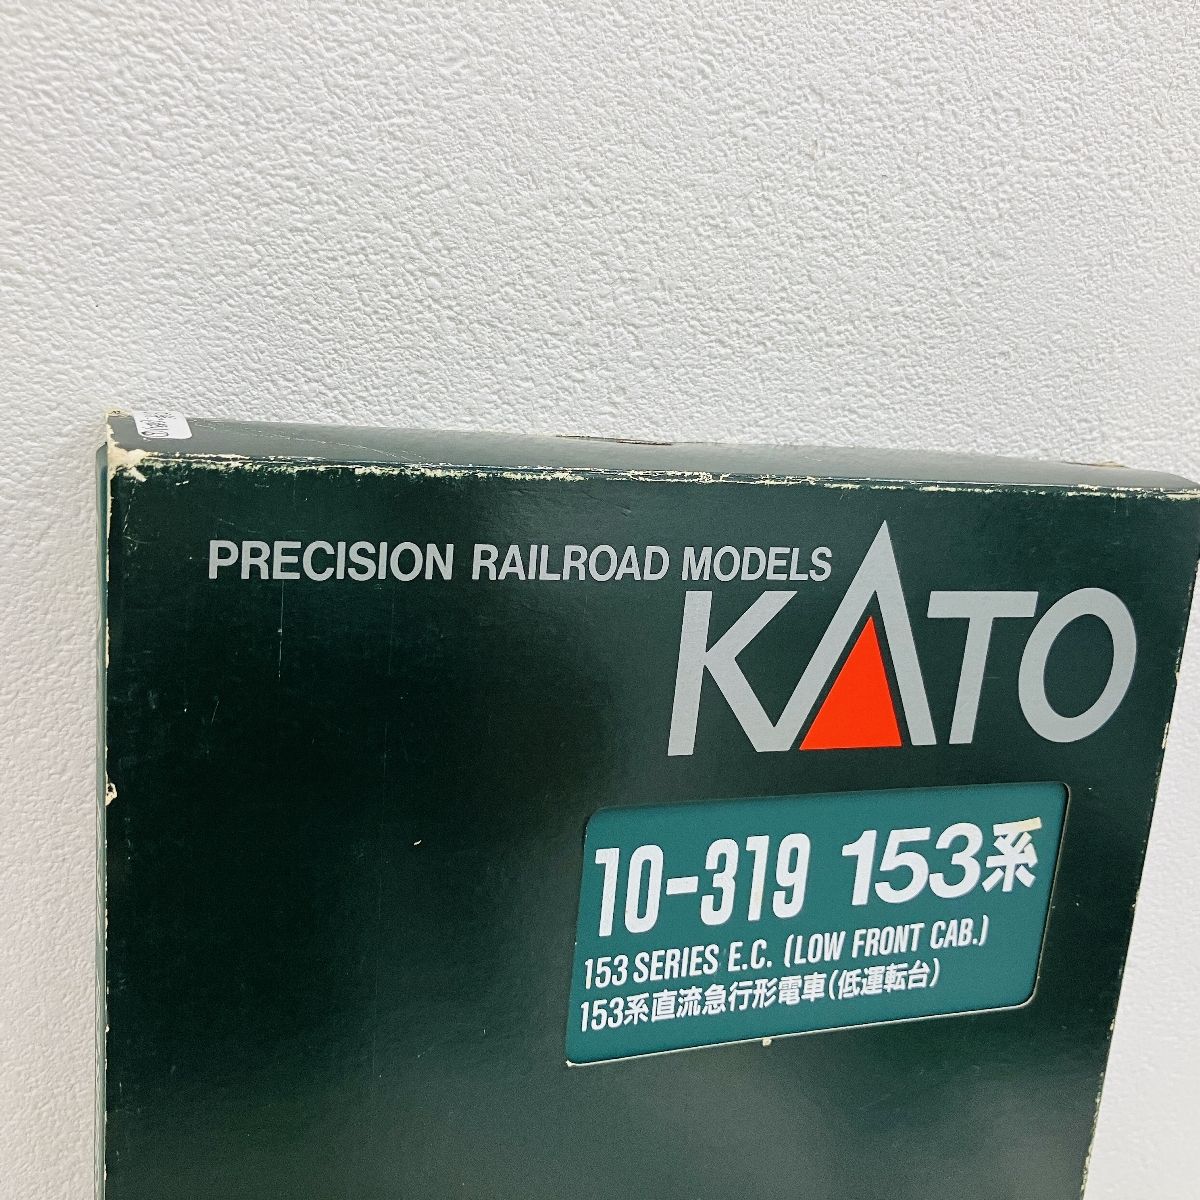 PRECISION RAILROAD MODELS
KATO
10-319 153系
153 SERIES E.C. (LOW FRONT CAB.)
153系直流急行形電車(低運転台)